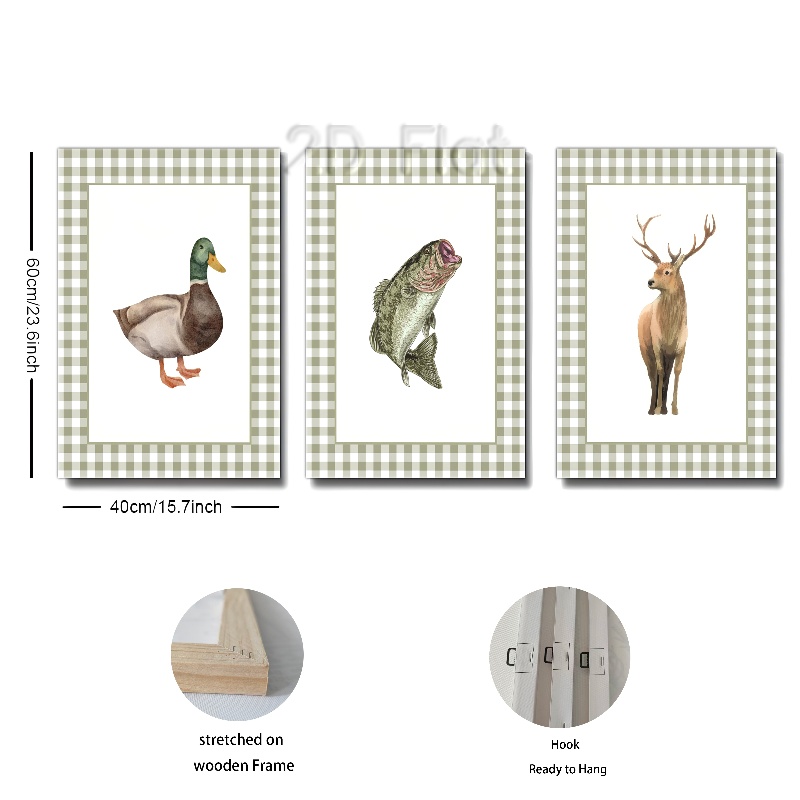 2D Flat
60cm/23.6inch
40cm/15.7inch
stretched on
wooden Frame
Hook
Ready to Hang